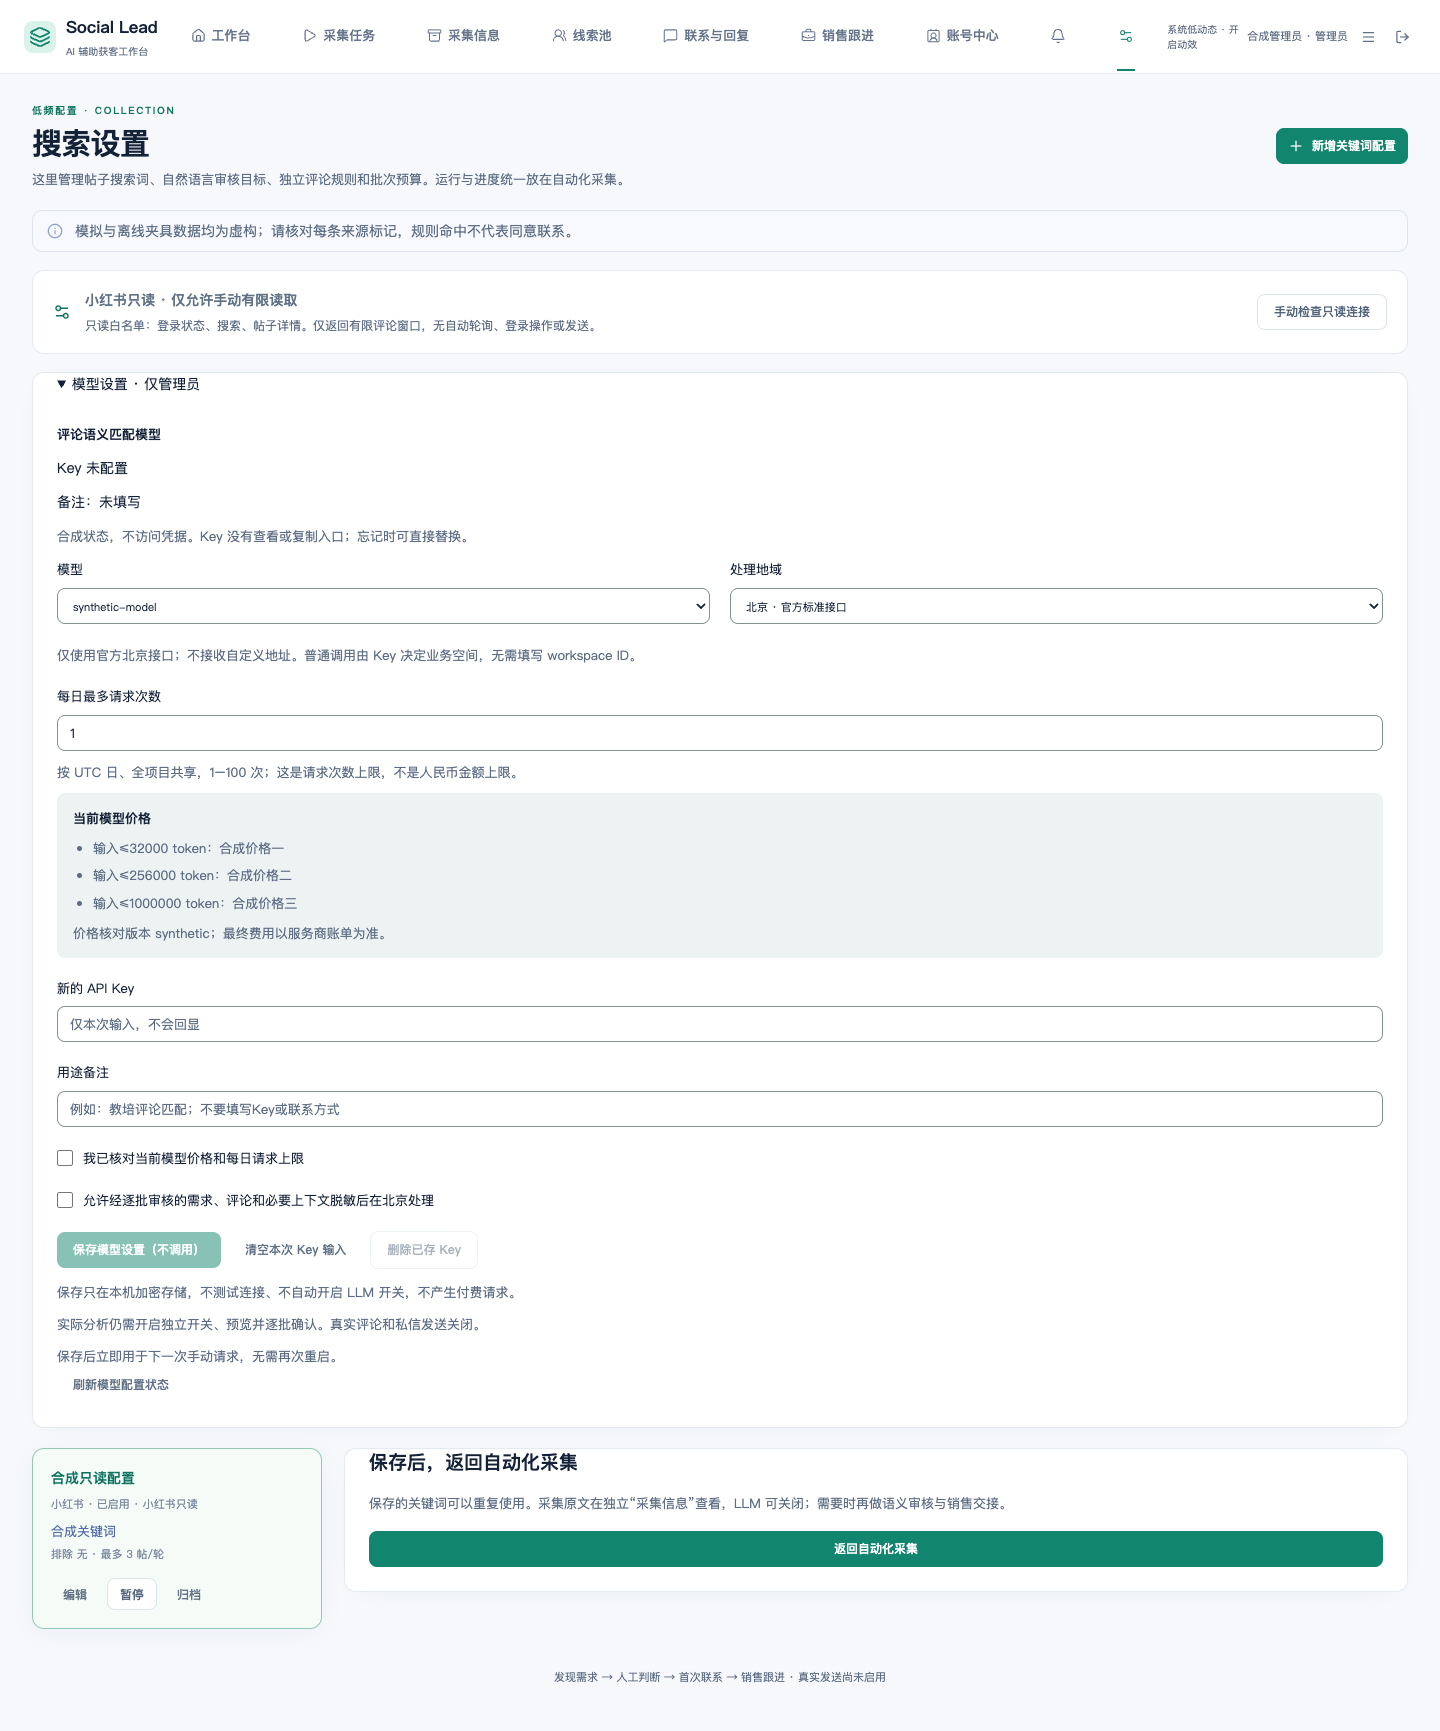 Social Lead
AI 辅助获客工作台
工作台
采集任务
采集信息
线索池
联系与回复
销售跟进
账号中心
系统低动态 · 开
启动效
合成管理员 · 管理员
低频配置 · COLLECTION
搜索设置
新增关键词配置
这里管理帖子搜索词、自然语言审核目标、独立评论规则和批次预算。运行与进度统一放在自动化采集。
模拟与离线夹具数据均为虚构；请核对每条来源标记，规则命中不代表同意联系。
小红书只读 · 仅允许手动有限读取
只读白名单：登录状态、搜索、帖子详情。仅返回有限评论窗口，无自动轮询、登录操作或发送。
手动检查只读连接
▼ 模型设置 · 仅管理员
评论语义匹配模型
Key 未配置
备注：未填写
合成状态，不访问凭据。Key 没有查看或复制入口；忘记时可直接替换。
模型
处理地域
synthetic-model
北京 · 官方标准接口
仅使用官方北京接口；不接收自定义地址。普通调用由 Key 决定业务空间，无需填写 workspace ID。
每日最多请求次数
1
按 UTC 日、全项目共享，1—100 次；这是请求次数上限，不是人民币金额上限。
当前模型价格
• 输入≤32000 token：合成价格一
• 输入≤256000 token：合成价格二
• 输入≤1000000 token：合成价格三
价格核对版本 synthetic；最终费用以服务商账单为准。
新的 API Key
仅本次输入，不会回显
用途备注
例如：教培评论匹配；不要填写Key或联系方式
我已核对当前模型价格和每日请求上限
允许经逐批审核的需求、评论和必要上下文脱敏后在北京处理
保存模型设置（不调用）
清空本次 Key 输入
删除已存 Key
保存只在本机加密存储，不测试连接、不自动开启 LLM 开关，不产生付费请求。
实际分析仍需开启独立开关、预览并逐批确认。真实评论和私信发送关闭。
保存后立即用于下一次手动请求，无需再次重启。
刷新模型配置状态
合成只读配置
小红书 · 已启用 · 小红书只读
合成关键词
排除 无 · 最多 3 帖/轮
编辑
暂停
归档
保存后，返回自动化采集
保存的关键词可以重复使用。采集原文在独立“采集信息”查看，LLM 可关闭；需要时再做语义审核与销售交接。
返回自动化采集
发现需求 → 人工判断 → 首次联系 → 销售跟进 · 真实发送尚未启用